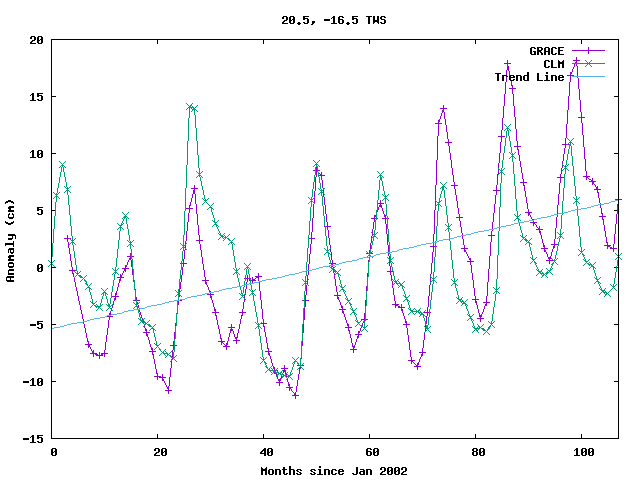 20.5, -16.5 TWS
GRACE
CLM
Trend Line
20
15
10
5
0
-5
-10
-15
Anomaly (cm)
0 20 40 60 80 100
Months since Jan 2002